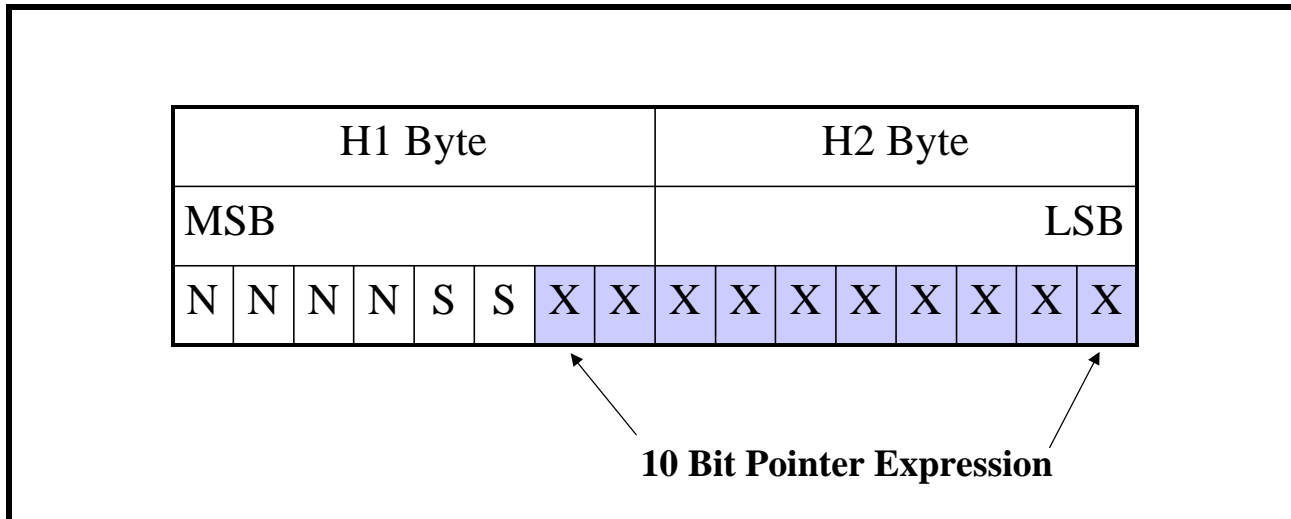 H1 Byte H2 Byte
MSB LSB
N N N N S S X X X X X X X X X X
10 Bit Pointer Expression